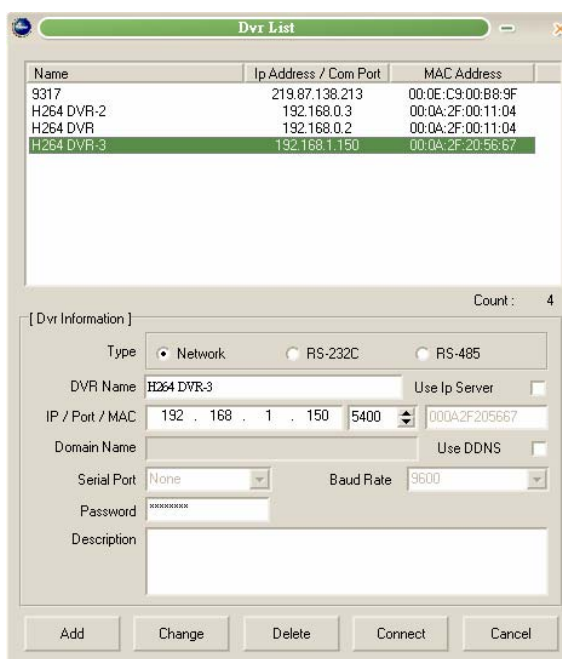 Dvr List
Name Ip Address / Com Port MAC Address
9317 219.87.138.213 00:0E:C9:00:B8:9F
H264 DVR-2 192.168.0.3 00:0A:2F:00:11:04
H264 DVR 192.168.0.2 00:0A:2F:00:11:04
H264 DVR-3 192.168.1.150 00:0A:2F:20:56:67
Count : 4
[ Dvr Information ]
Type Network RS-232C RS-485
DVR Name H264 DVR-3 Use Ip Server
IP / Port / MAC 192 . 168 . 1 . 150 5400 000A2F205667
Domain Name Use DDNS
Serial Port None Baud Rate 9600
Password ********
Description
Add Change Delete Connect Cancel